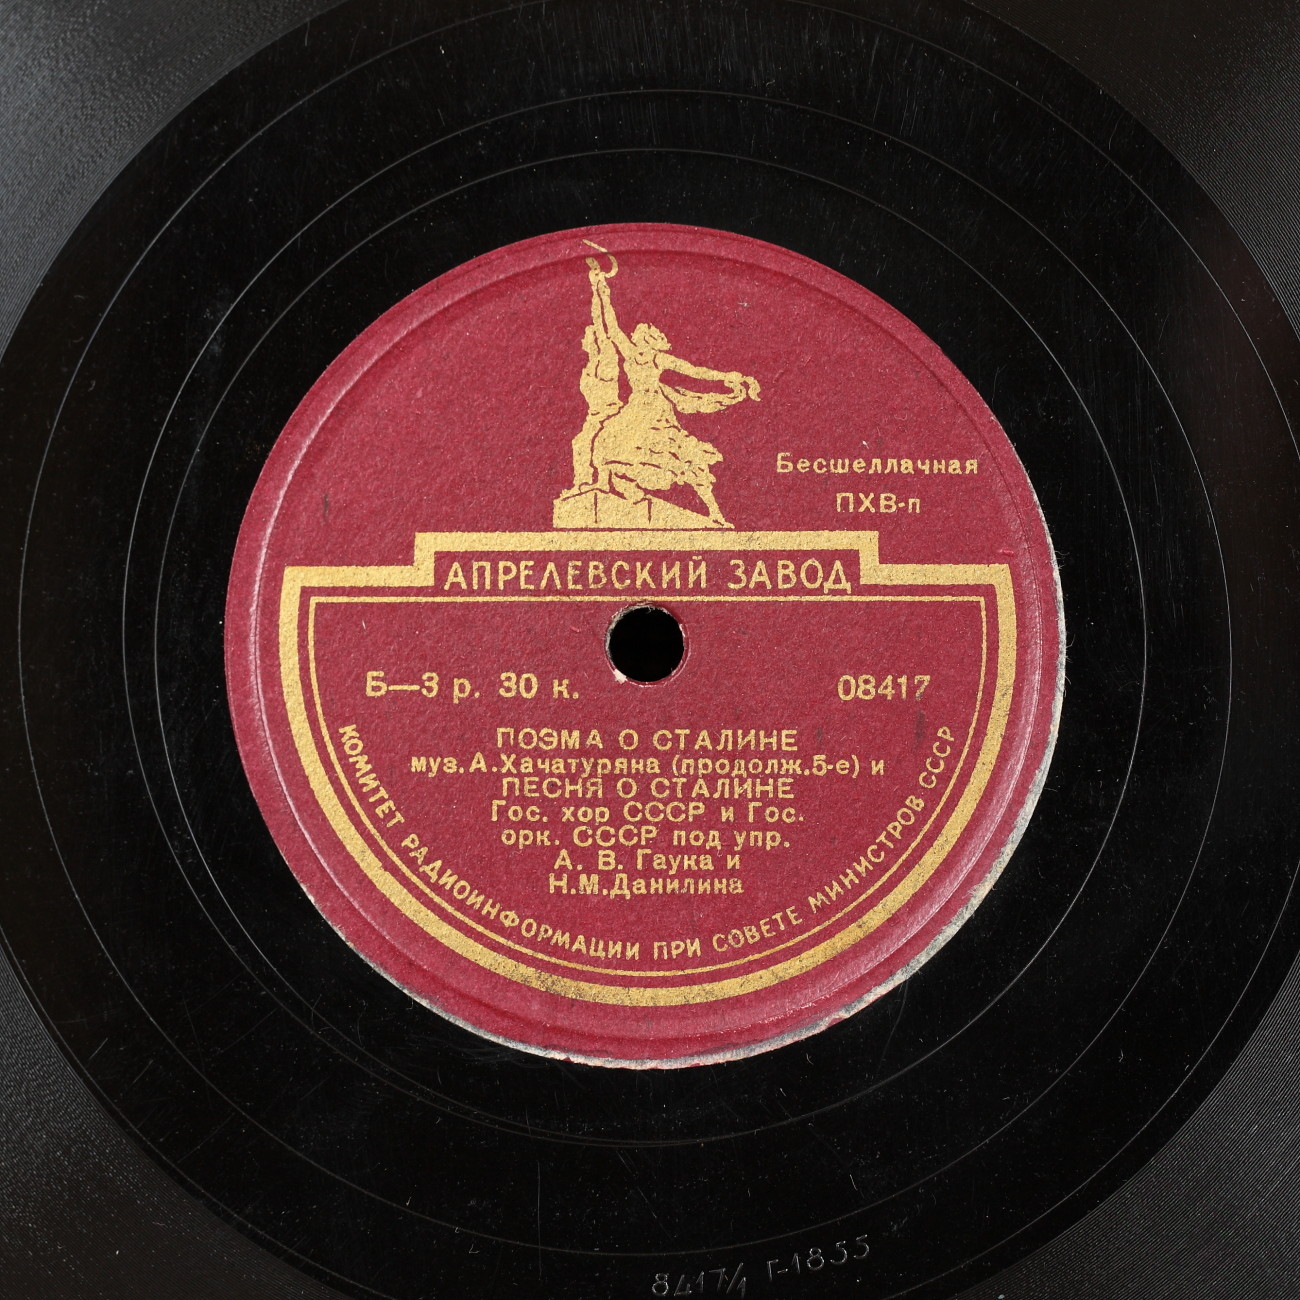 Бесшеллачная
ПХВ-п
АПРЕЛЕВСКИЙ ЗАВОД
Б—3 р. 30 к.
08417
ПОЭМА О СТАЛИНЕ
муз. А. Хачатуряна (продолж. 5-е) и
ПЕСНЯ О СТАЛИНЕ
Гос. хор СССР и Гос.
орк. СССР под упр.
А. В. Гаука и
Н.М.Данилина
КОМИТЕТ РАДИОИНФОРМАЦИИ ПРИ СОВЕТЕ МИНИСТРОВ СССР
8417/1 Г-1855